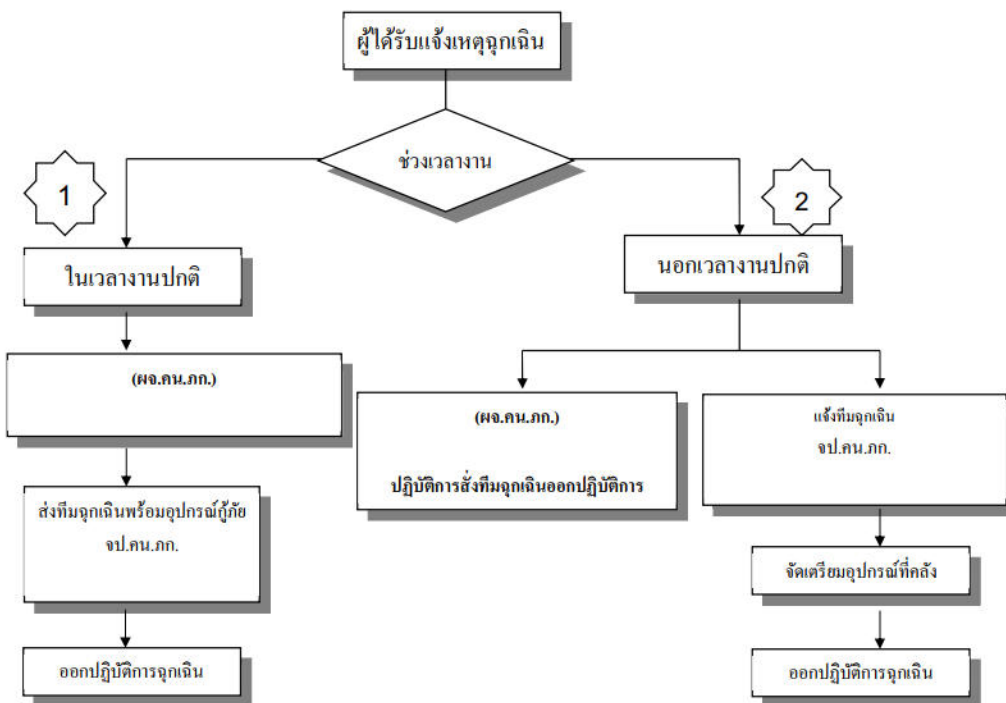 ผู้ได้รับแจ้งเหตุฉุกเฉิน
ช่วงเวลางาน
1
2
ในเวลางานปกติ
นอกเวลางานปกติ
(ผจ.คน.ภก.)
(ผจ.คน.ภก.)
ปฏิบัติการสั่งทีมฉุกเฉินออกปฏิบัติการ
แจ้งทีมฉุกเฉิน
จป.คน.ภก.
ส่งทีมฉุกเฉินพร้อมอุปกรณ์กู้ภัย
จป.คน.ภก.
จัดเตรียมอุปกรณ์ที่คลัง
ออกปฏิบัติการฉุกเฉิน
ออกปฏิบัติการฉุกเฉิน